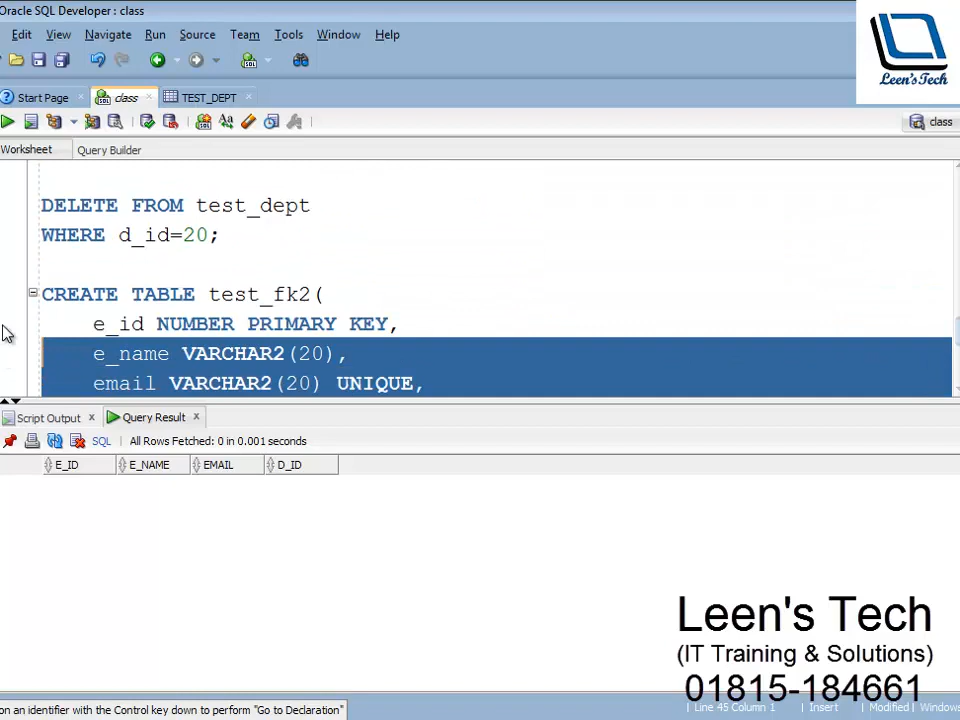 Oracle SQL Developer : class
Edit View Navigate Run Source Team Tools Window Help
Leen's Tech
Start Page class TEST_DEPT
class
Worksheet Query Builder
DELETE FROM test_dept
WHERE d_id=20;
CREATE TABLE test_fk2(
e_id NUMBER PRIMARY KEY,
e_name VARCHAR2(20),
email VARCHAR2(20) UNIQUE,
Script Output x Query Result x
SQL | All Rows Fetched: 0 in 0.001 seconds
E_ID E_NAME EMAIL D_ID
Leen's Tech
(IT Training & Solutions)
01815-184661
on an identifier with the Control key down to perform "Go to Declaration" Line 45 Column 1 Insert Modified Windows